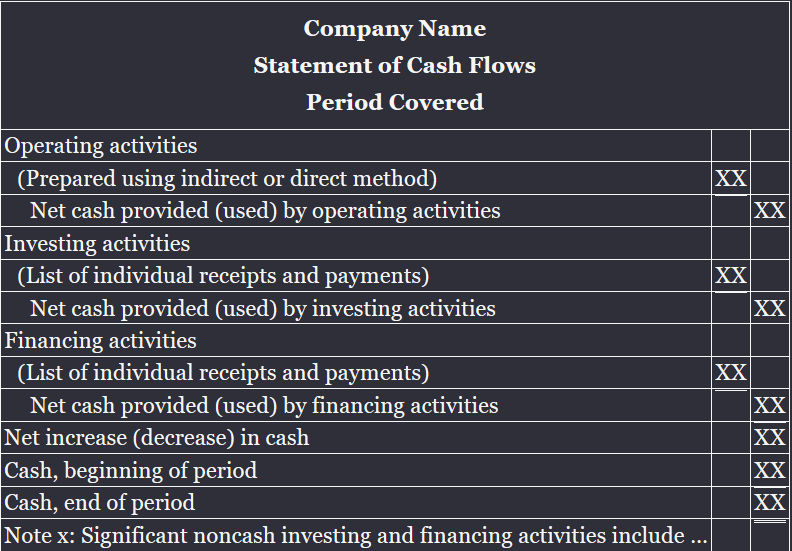 Company Name
Statement of Cash Flows
Period Covered
Operating activities
(Prepared using indirect or direct method) XX
Net cash provided (used) by operating activities XX
Investing activities
(List of individual receipts and payments) XX
Net cash provided (used) by investing activities XX
Financing activities
(List of individual receipts and payments) XX
Net cash provided (used) by financing activities XX
Net increase (decrease) in cash XX
Cash, beginning of period XX
Cash, end of period XX
Note x: Significant noncash investing and financing activities include ...